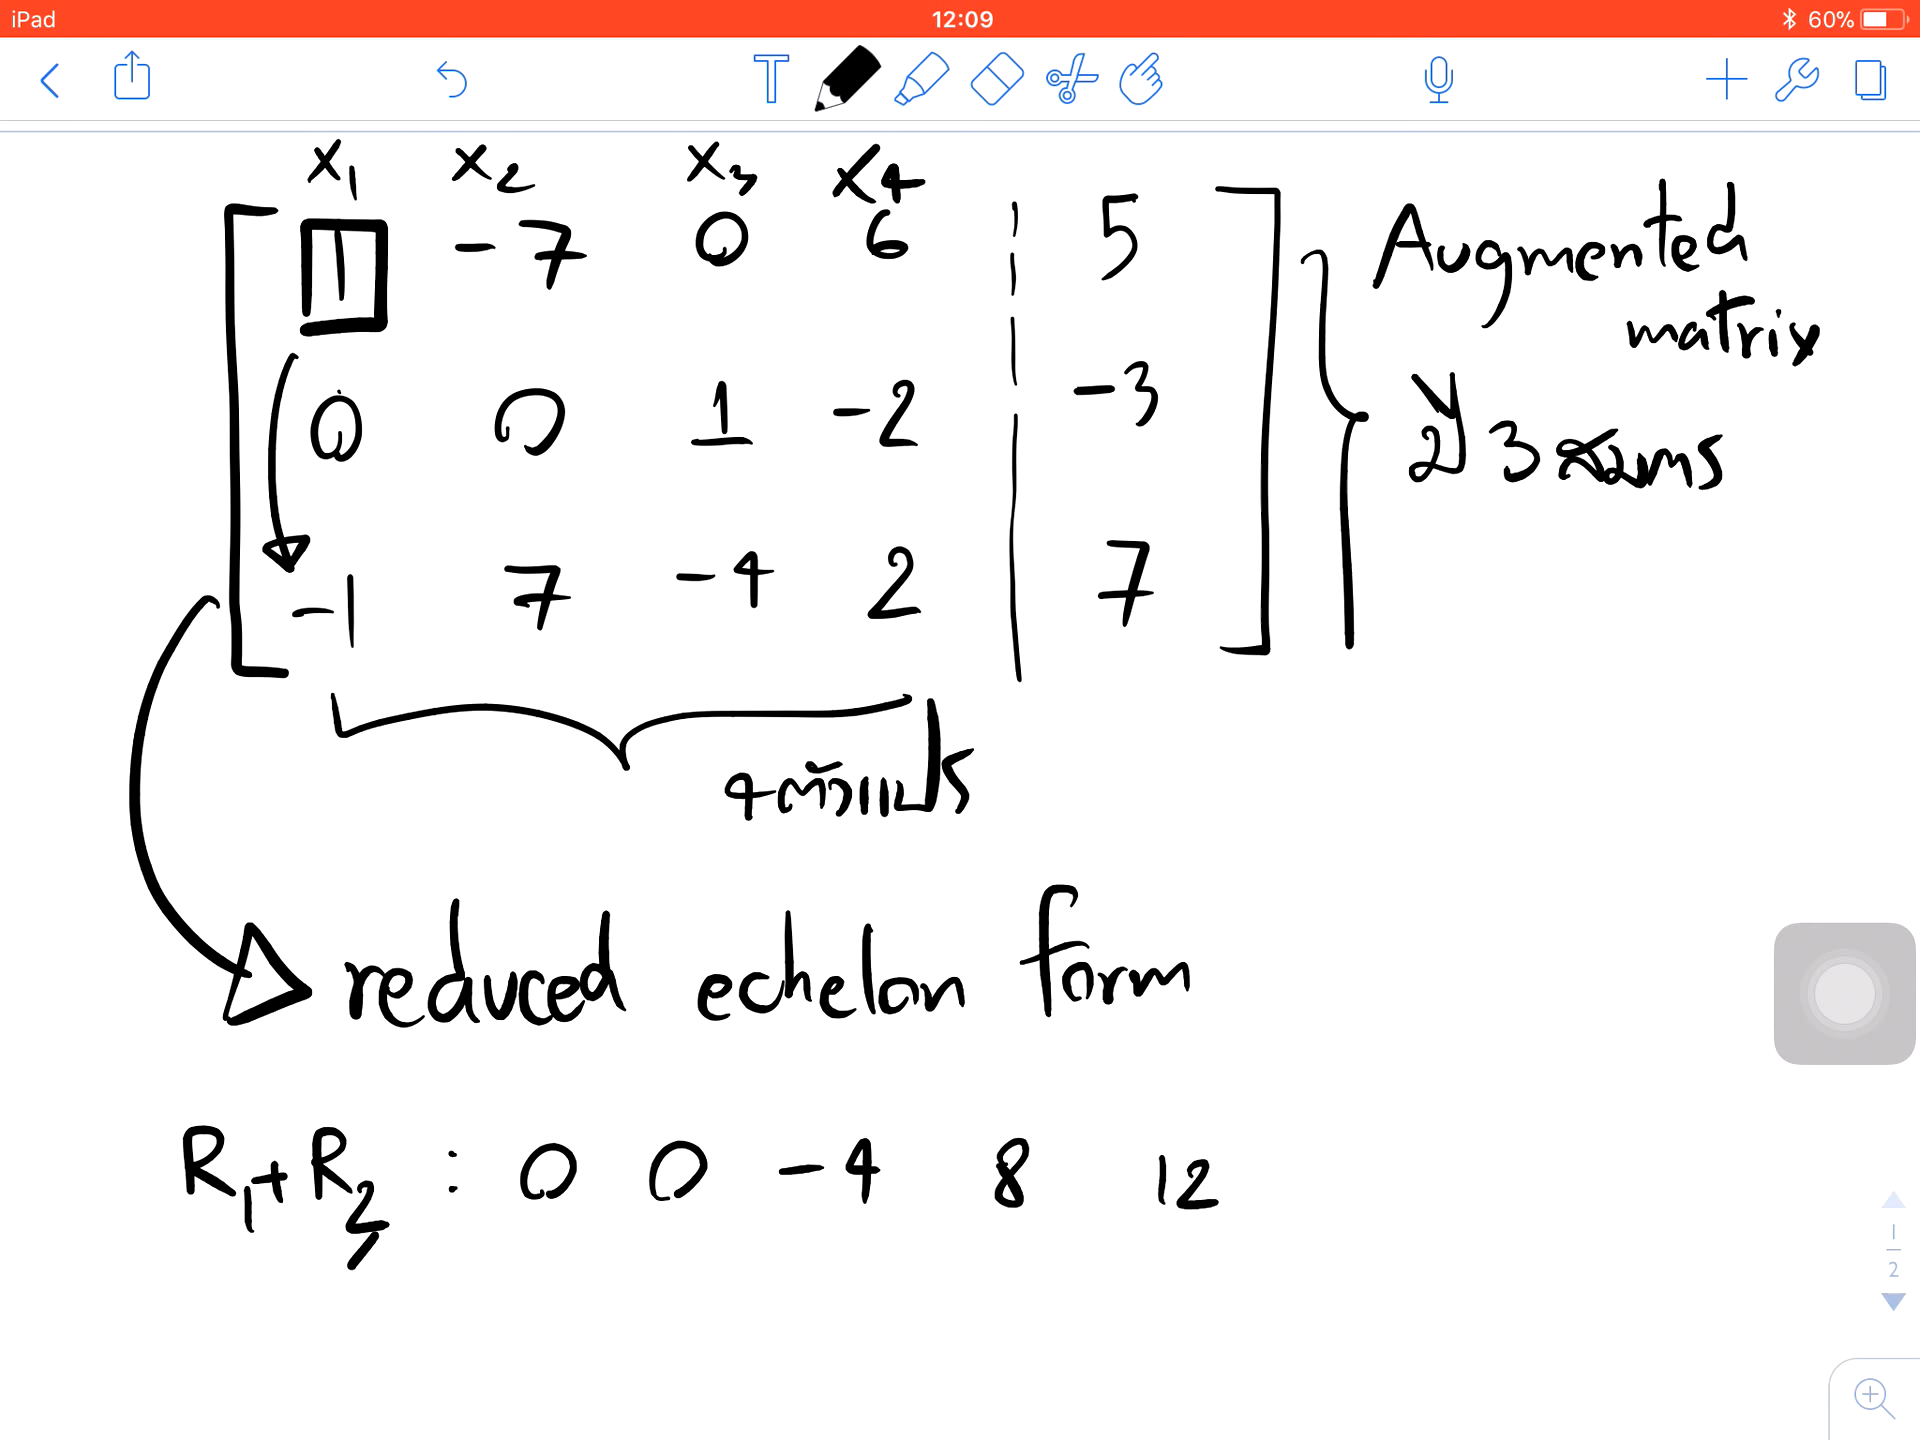 iPad 12:09 60%
T
x1 x2 x3 x4
1 -7 0 6 5
Augmented
matrix
0 0 1 -2 -3
มี 3 สมการ
-1 7 -4 2 7
4 ตัวแปร
reduced echelon form
R1+R3 : 0 0 -4 8 12
1
2